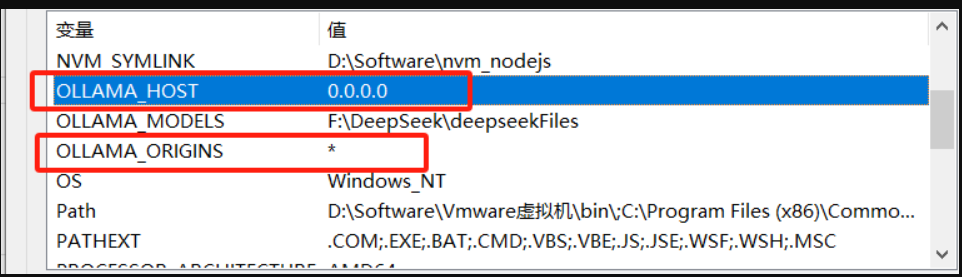 变量 值
NVM_SYMLINK D:\Software\nvm_nodejs
OLLAMA_HOST 0.0.0.0
OLLAMA_MODELS F:\DeepSeek\deepseekFiles
OLLAMA_ORIGINS *
OS Windows_NT
Path D:\Software\Vmware虚拟机\bin\;C:\Program Files (x86)\Commo...
PATHEXT .COM;.EXE;.BAT;.CMD;.VBS;.VBE;.JS;.JSE;.WSF;.WSH;.MSC
PROCESSOR_ARCHITECTURE AMD64